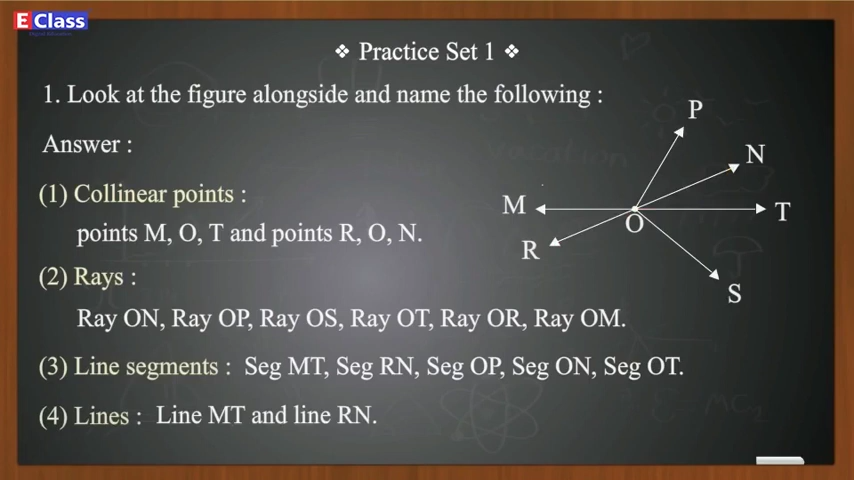 E Class
❖ Practice Set 1 ❖
1. Look at the figure alongside and name the following :
Answer :
(1) Collinear points :
points M, O, T and points R, O, N.
(2) Rays :
Ray ON, Ray OP, Ray OS, Ray OT, Ray OR, Ray OM.
(3) Line segments : Seg MT, Seg RN, Seg OP, Seg ON, Seg OT.
(4) Lines : Line MT and line RN.
P
N
M
T
O
R
S